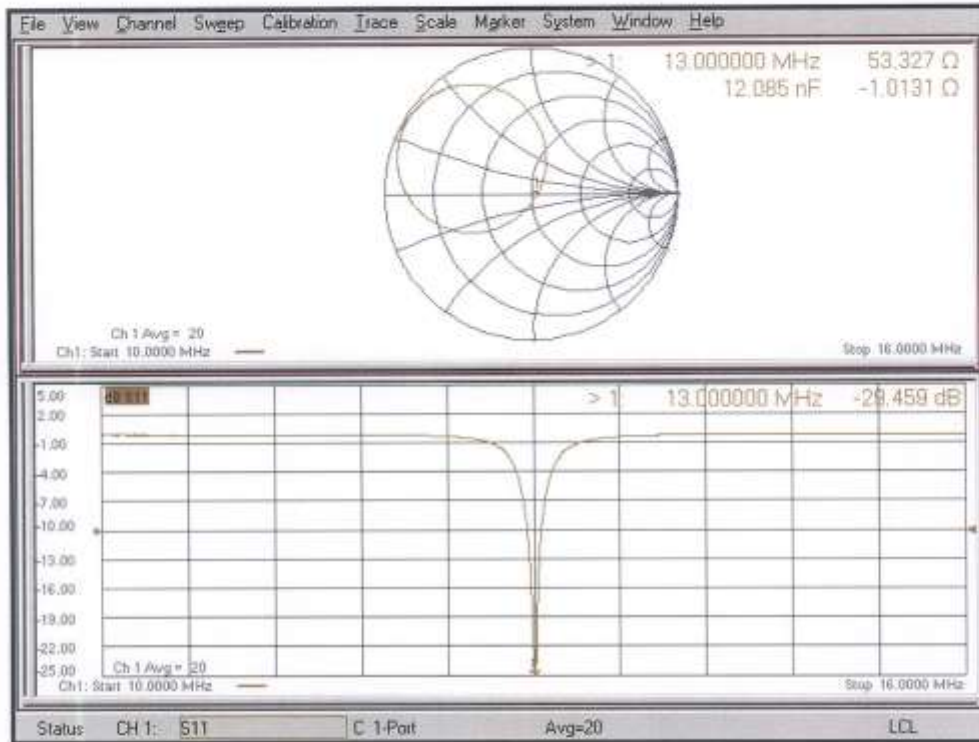 File View Channel Sweep Calibration Trace Scale Marker System Window Help
> 1: 13.000000 MHz 53.327 Ω
12.085 nF -1.0131 Ω
Ch 1 Avg = 20
Ch1: Start 10.0000 MHz
Stop 16.0000 MHz
5.00
dB S11
> 1: 13.000000 MHz -29.459 dB
2.00
-1.00
-4.00
-7.00
-10.00
-13.00
-16.00
-19.00
-22.00
-25.00
Ch 1 Avg = 20
Ch1: Start 10.0000 MHz
Stop 16.0000 MHz
Status CH 1: S11 C 1-Port Avg=20 LCL